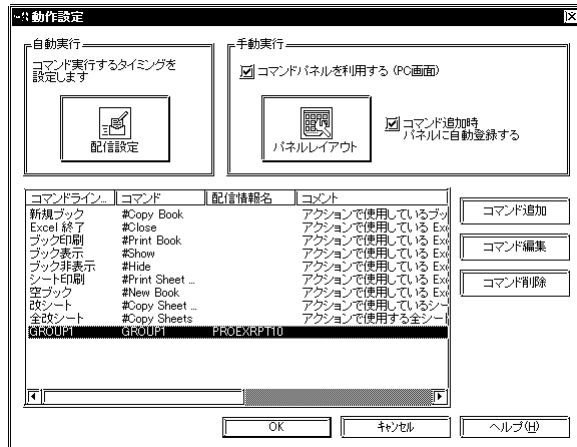 動作設定
自動実行
コマンド実行するタイミングを
設定します
配信設定
手動実行
コマンドパネルを利用する (PC画面)
パネルレイアウト
コマンド追加時
パネルに自動登録する
コマンドライン... コマンド 配信情報名 コメント
新規ブック #Copy Book アクションで使用しているブッ
Excel 終了 #Close アクションで使用している Exc
ブック印刷 #Print Book アクションで使用している Exc
ブック表示 #Show アクションで使用している Exc
ブック非表示 #Hide アクションで使用している Exc
シート印刷 #Print Sheet ... アクションで使用している Exc
空ブック #New Book アクションで使用している Exc
改シート #Copy Sheet ... アクションで使用しているシー
全改シート #Copy Sheets アクションで使用する全シート
GROUP1 GROUP1 PROEXRPT10
コマンド追加
コマンド編集
コマンド削除
OK キャンセル ヘルプ(H)